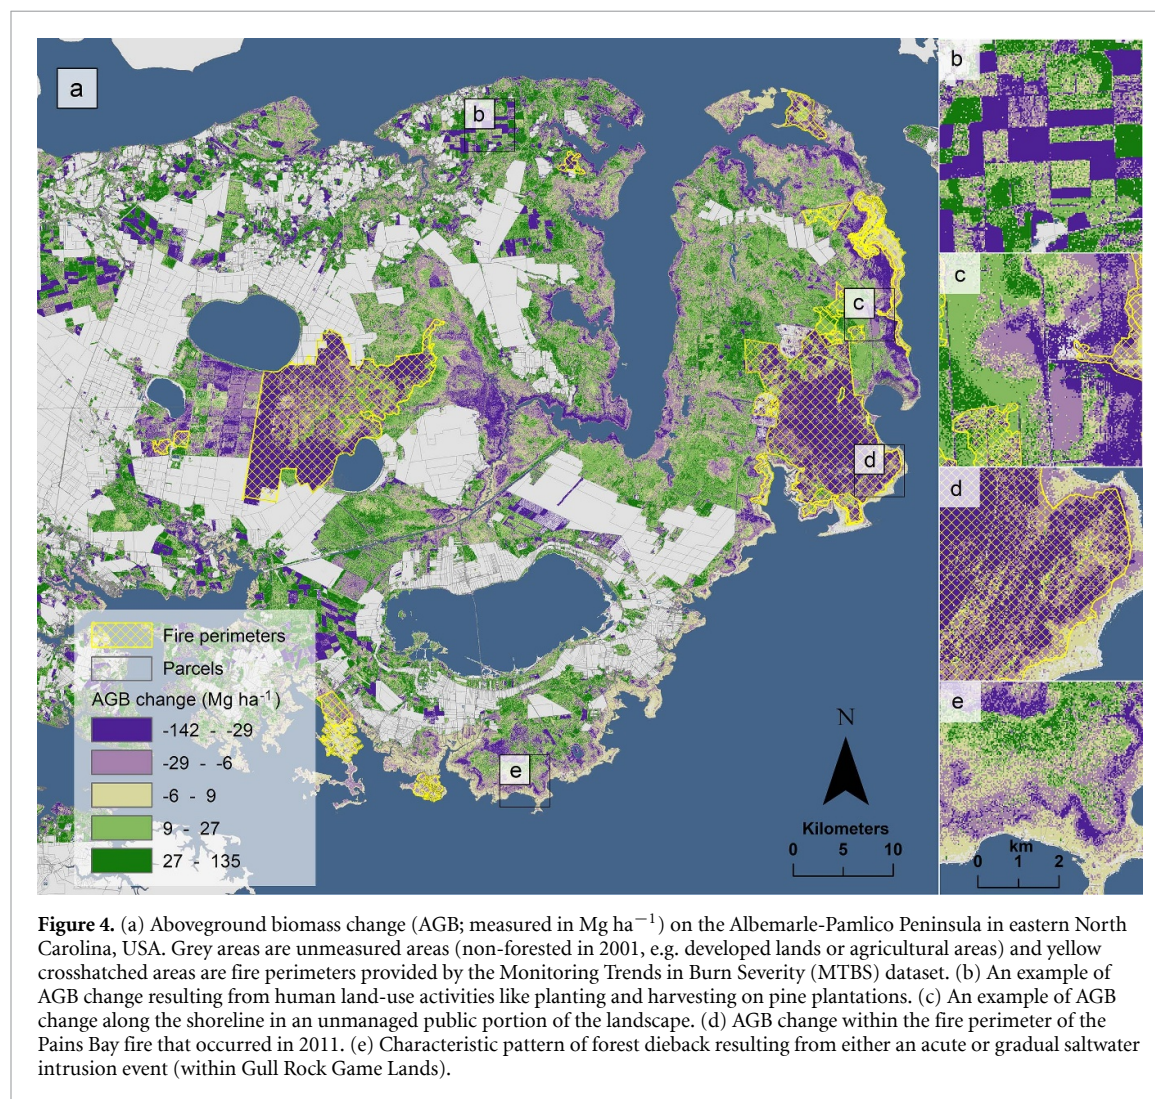 a
b
c
d
e
b
c
d
e
Fire perimeters
Parcels
AGB change (Mg ha-1)
-142 - -29
-29 - -6
-6 - 9
9 - 27
27 - 135
N
Kilometers
0 5 10
km
0 1 2
Figure 4. (a) Aboveground biomass change (AGB; measured in Mg ha−1) on the Albemarle-Pamlico Peninsula in eastern North
Carolina, USA. Grey areas are unmeasured areas (non-forested in 2001, e.g. developed lands or agricultural areas) and yellow
crosshatched areas are fire perimeters provided by the Monitoring Trends in Burn Severity (MTBS) dataset. (b) An example of
AGB change resulting from human land-use activities like planting and harvesting on pine plantations. (c) An example of AGB
change along the shoreline in an unmanaged public portion of the landscape. (d) AGB change within the fire perimeter of the
Pains Bay fire that occurred in 2011. (e) Characteristic pattern of forest dieback resulting from either an acute or gradual saltwater
intrusion event (within Gull Rock Game Lands).